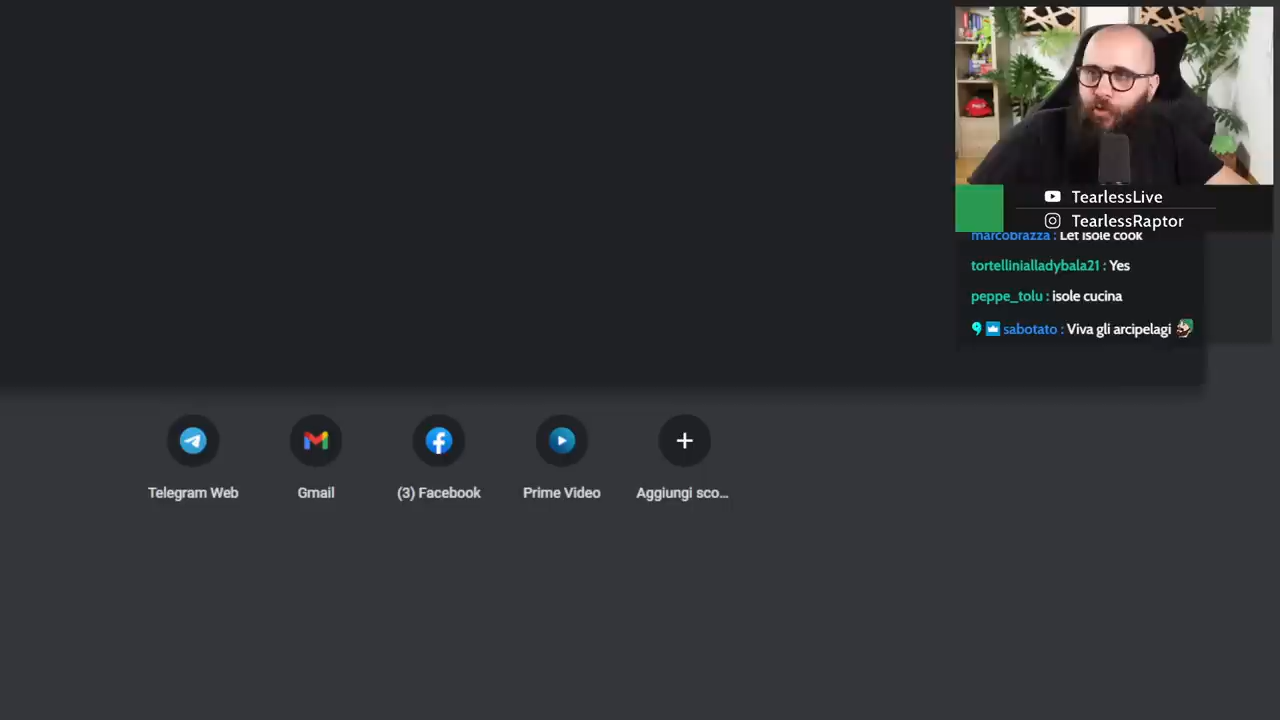 TearlessLive
TearlessRaptor
marcobrazza : Let isole cook
tortellinialladybala21 : Yes
peppe_tolu : isole cucina
sabotato : Viva gli arcipelagi
Telegram Web
Gmail
(3) Facebook
Prime Video
Aggiungi sco...